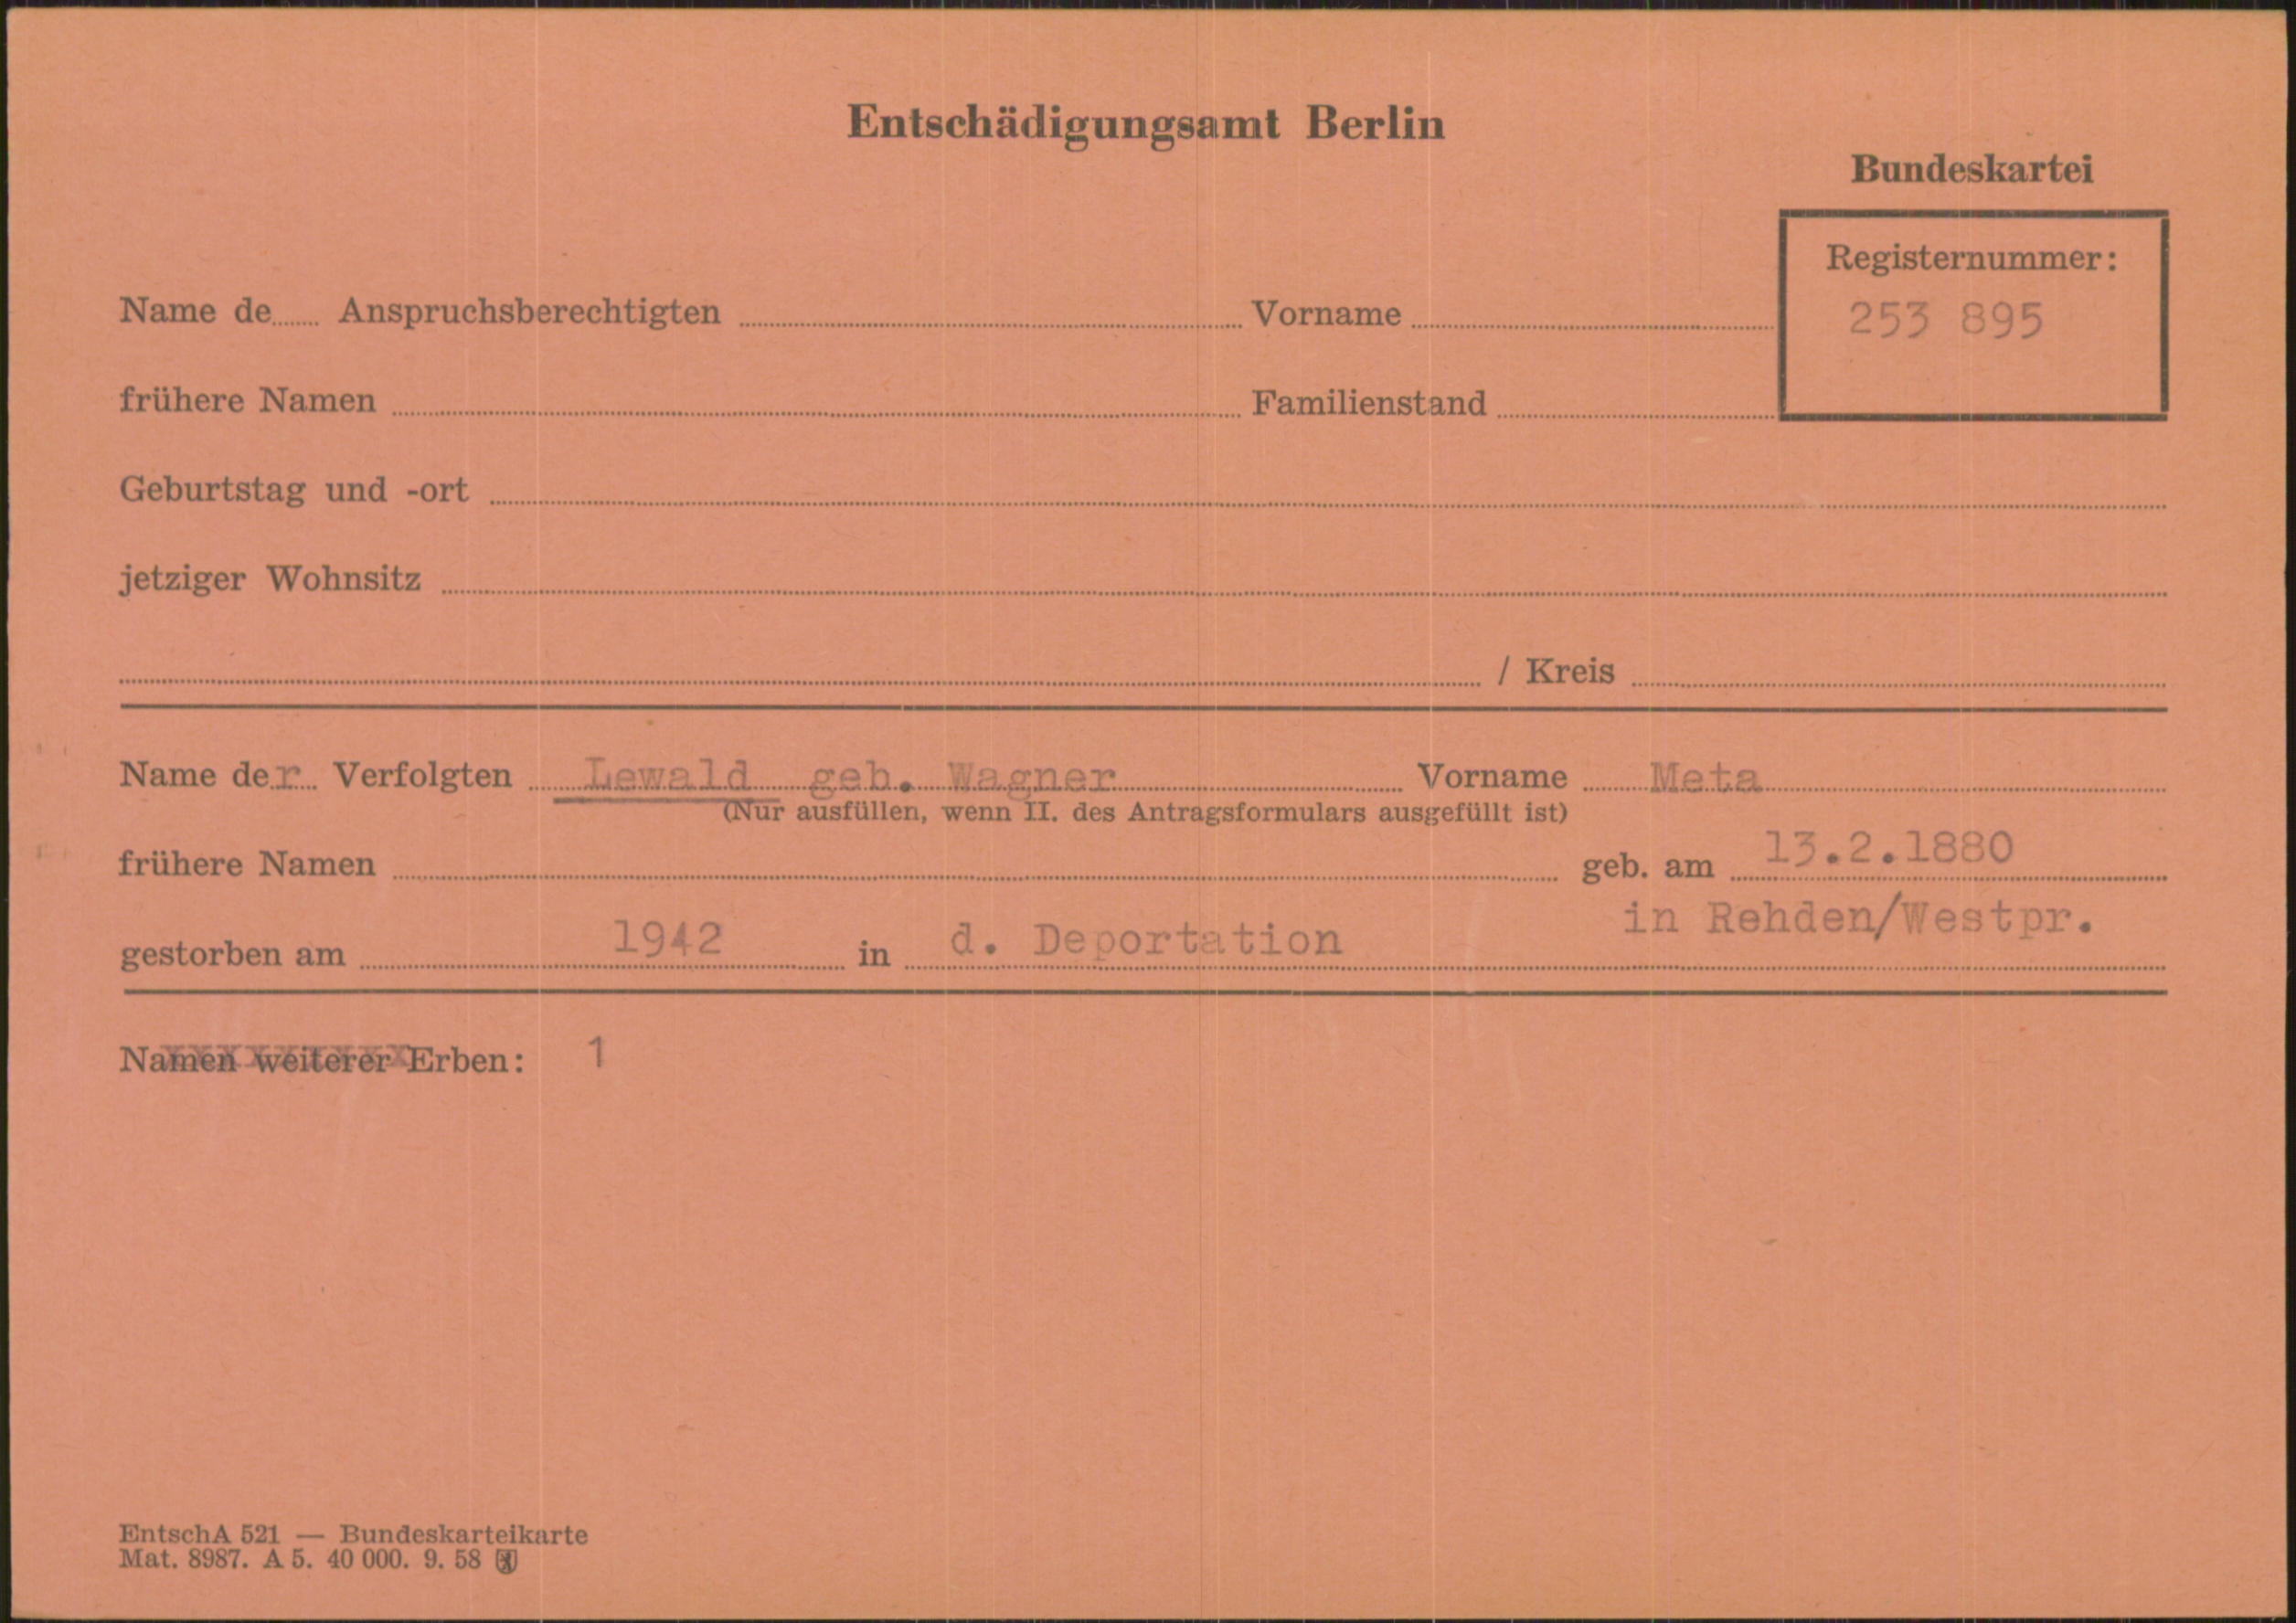 Entschädigungsamt Berlin
Bundeskartei
Registernummer:
253 895
Name de...... Anspruchsberechtigten Vorname
frühere Namen Familienstand
Geburtstag und -ort
jetziger Wohnsitz
/ Kreis
Name der Verfolgten Lewald geb. Wagner Vorname Meta
(Nur ausfüllen, wenn II. des Antragsformulars ausgefüllt ist)
frühere Namen geb. am 13.2.1880
in Rehden/Westpr.
gestorben am 1942 in d. Deportation
Namen weiterer Erben: 1
EntschA 521 — Bundeskarteikarte
Mat. 8987. A 5. 40 000. 9. 58